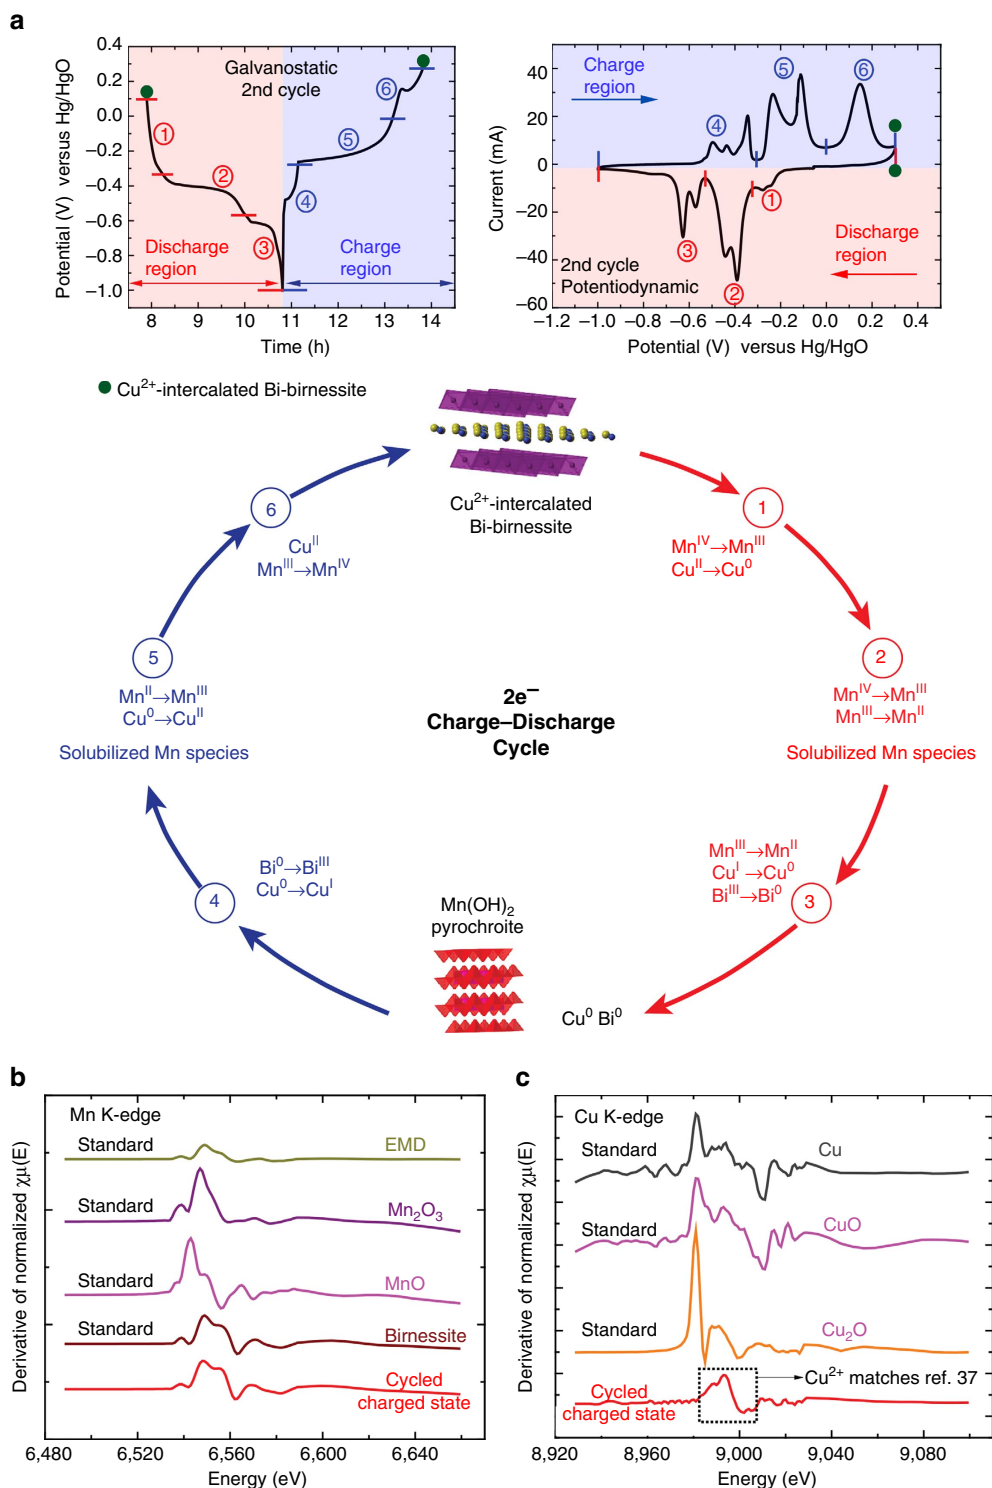 a
Galvanostatic
2nd cycle
0.4
0.2
0.0
−0.2
−0.4
−0.6
−0.8
−1.0
Potential (V) versus Hg/HgO
1
2
3
4
5
6
Discharge
region
Charge
region
8 9 10 11 12 13 14
Time (h)
40
20
0
−20
−40
−60
Current (mA)
Charge
region
4
5
6
1
2
3
Discharge
region
2nd cycle
Potentiodynamic
−1.2 −1.0 −0.8 −0.6 −0.4 −0.2 0.0 0.2 0.4
Potential (V) versus Hg/HgO
Cu2+-intercalated Bi-birnessite
Cu2+-intercalated
Bi-birnessite
1
MnIV→MnIII
CuII→Cu0
2
MnIV→MnIII
MnIII→MnII
Solubilized Mn species
3
MnIII→MnII
CuI→Cu0
BiIII→Bi0
Cu0 Bi0
Mn(OH)2
pyrochroite
4
Bi0→BiIII
Cu0→CuI
5
MnII→MnIII
Cu0→CuII
Solubilized Mn species
6
CuII
MnIII→MnIV
2e−
Charge–Discharge
Cycle
b
Mn K-edge
Standard EMD
Standard Mn2O3
Standard MnO
Standard Birnessite
Cycled
charged state
Derivative of normalized χμ(E)
6,480 6,520 6,560 6,600 6,640
Energy (eV)
c
Cu K-edge
Standard Cu
Standard CuO
Standard Cu2O
Cu2+ matches ref. 37
Cycled
charged state
Derivative of normalized χμ(E)
8,920 8,960 9,000 9,040 9,080
Energy (eV)